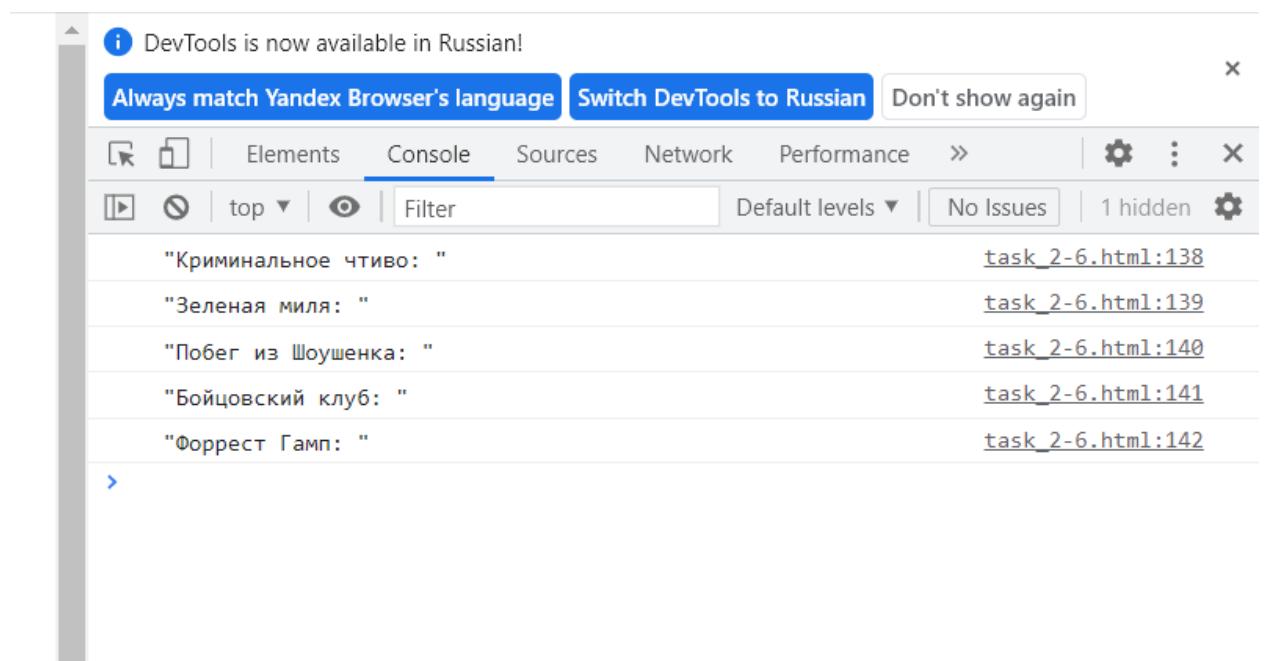 DevTools is now available in Russian!
Always match Yandex Browser's language Switch DevTools to Russian Don't show again
Elements Console Sources Network Performance
top Filter Default levels No Issues 1 hidden
"Криминальное чтиво: " task_2-6.html:138
"Зеленая миля: " task_2-6.html:139
"Побег из Шоушенка: " task_2-6.html:140
"Бойцовский клуб: " task_2-6.html:141
"Форрест Гамп: " task_2-6.html:142